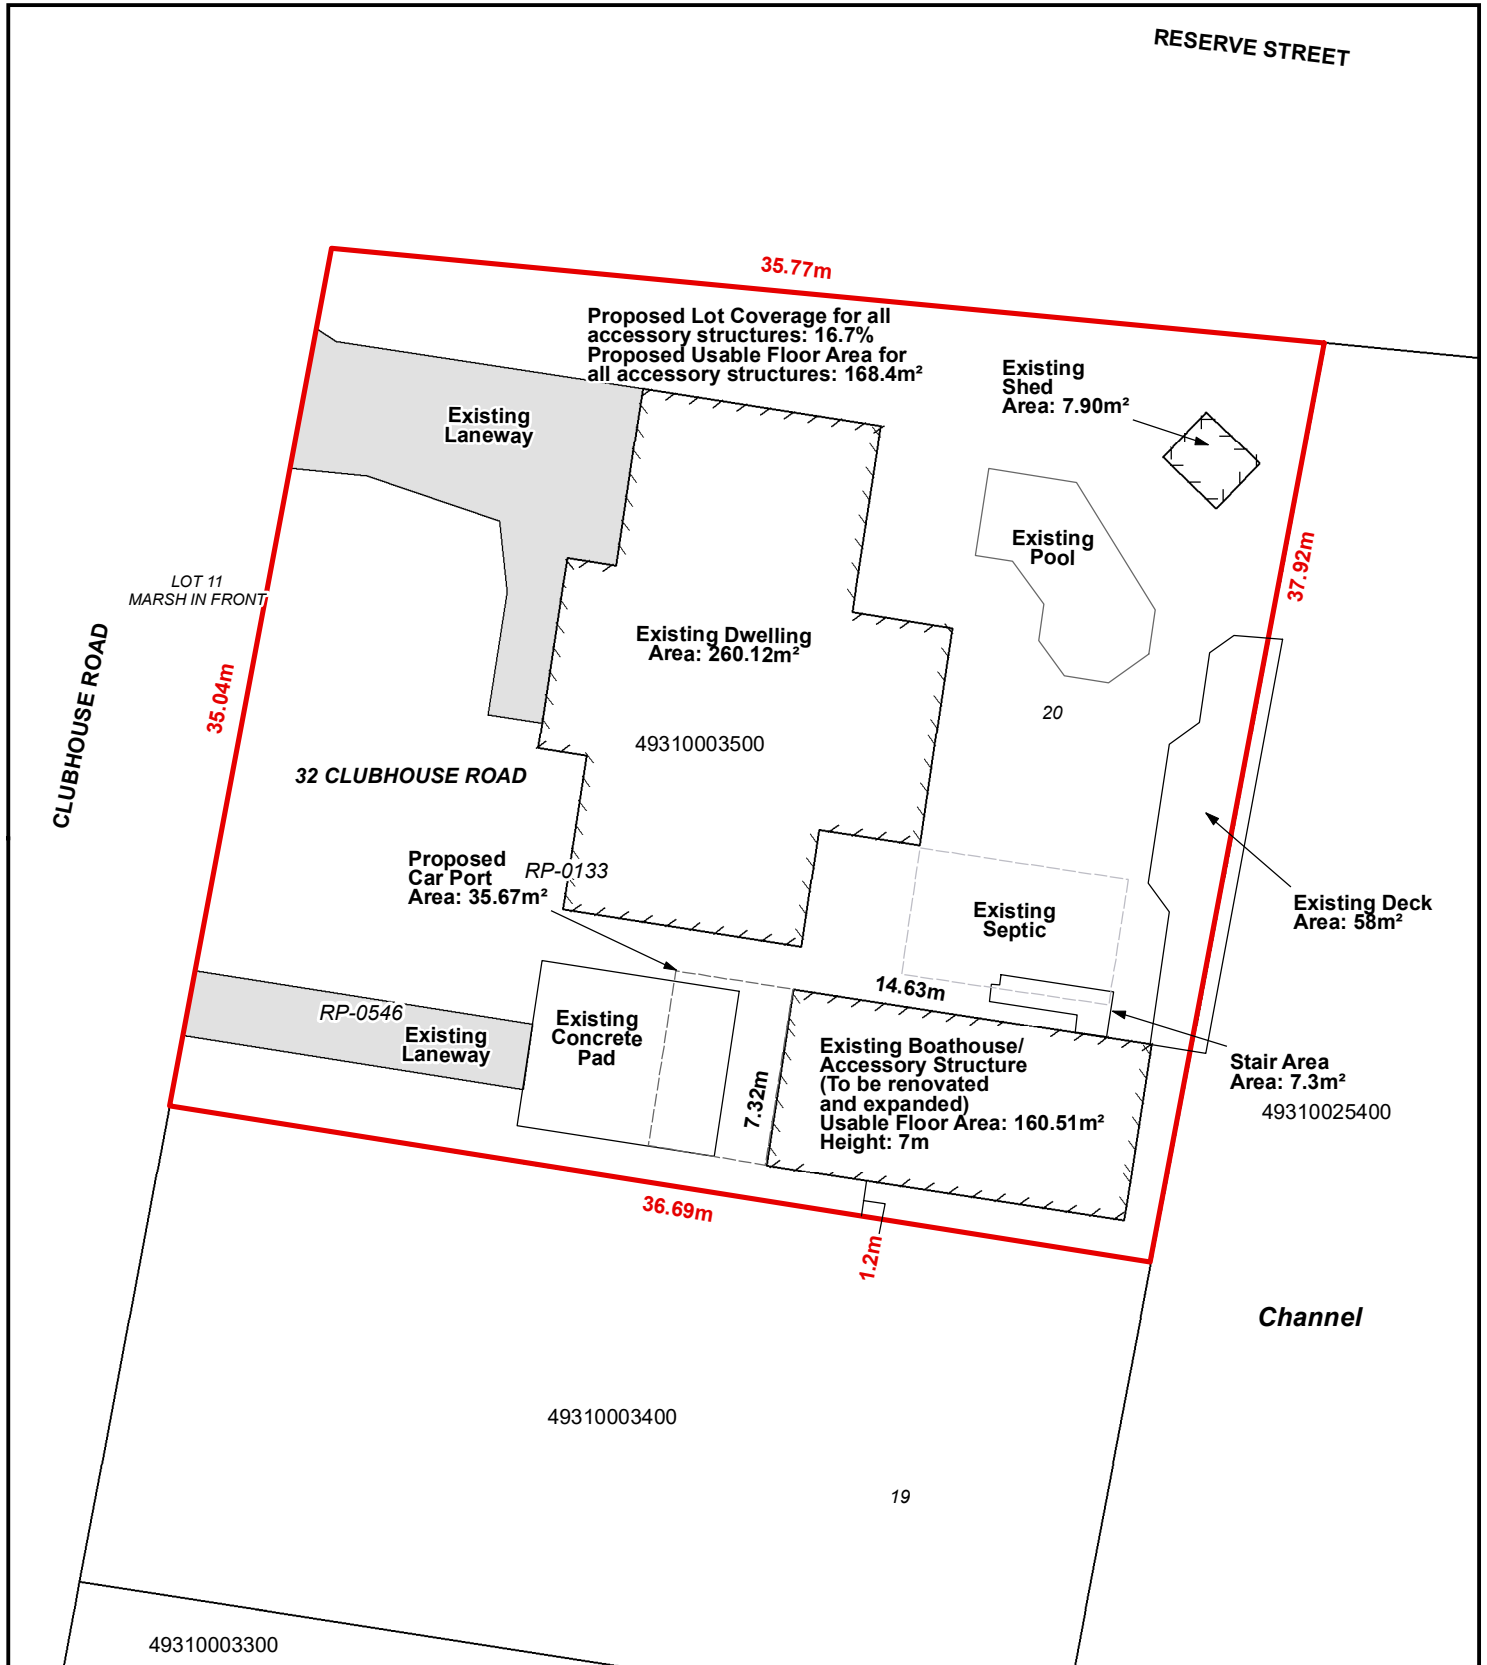 RESERVE STREET
35.77m
Proposed Lot Coverage for all
accessory structures: 16.7%
Proposed Usable Floor Area for
all accessory structures: 168.4m²
Existing
Shed
Area: 7.90m²
Existing
Laneway
Existing
Pool
37.92m
LOT 11
MARSH IN FRONT
CLUBHOUSE ROAD
35.04m
Existing Dwelling
Area: 260.12m²
20
49310003500
32 CLUBHOUSE ROAD
Proposed
Car Port
Area: 35.67m²
RP-0133
Existing
Septic
Existing Deck
Area: 58m²
14.63m
RP-0546
Existing
Laneway
Existing
Concrete
Pad
7.32m
Existing Boathouse/
Accessory Structure
(To be renovated
and expanded)
Usable Floor Area: 160.51m²
Height: 7m
Stair Area
Area: 7.3m²
49310025400
36.69m
1.2m
Channel
49310003400
19
49310003300